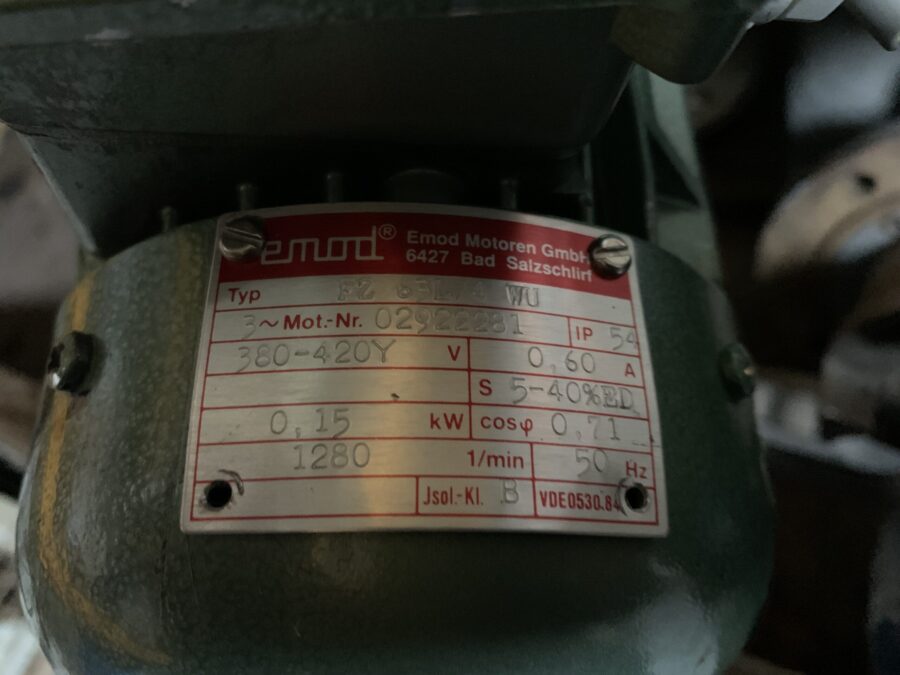 emod® Emod Motoren GmbH
6427 Bad Salzschlirf
Typ WU
3~ Mot.-Nr. 02922281 IP 54
380-420Y V 0,60 A
S 5-40%ED
0,15 kW cosφ 0,71
1280 1/min 50 Hz
Jsol.-Kl. B VDE0530.84